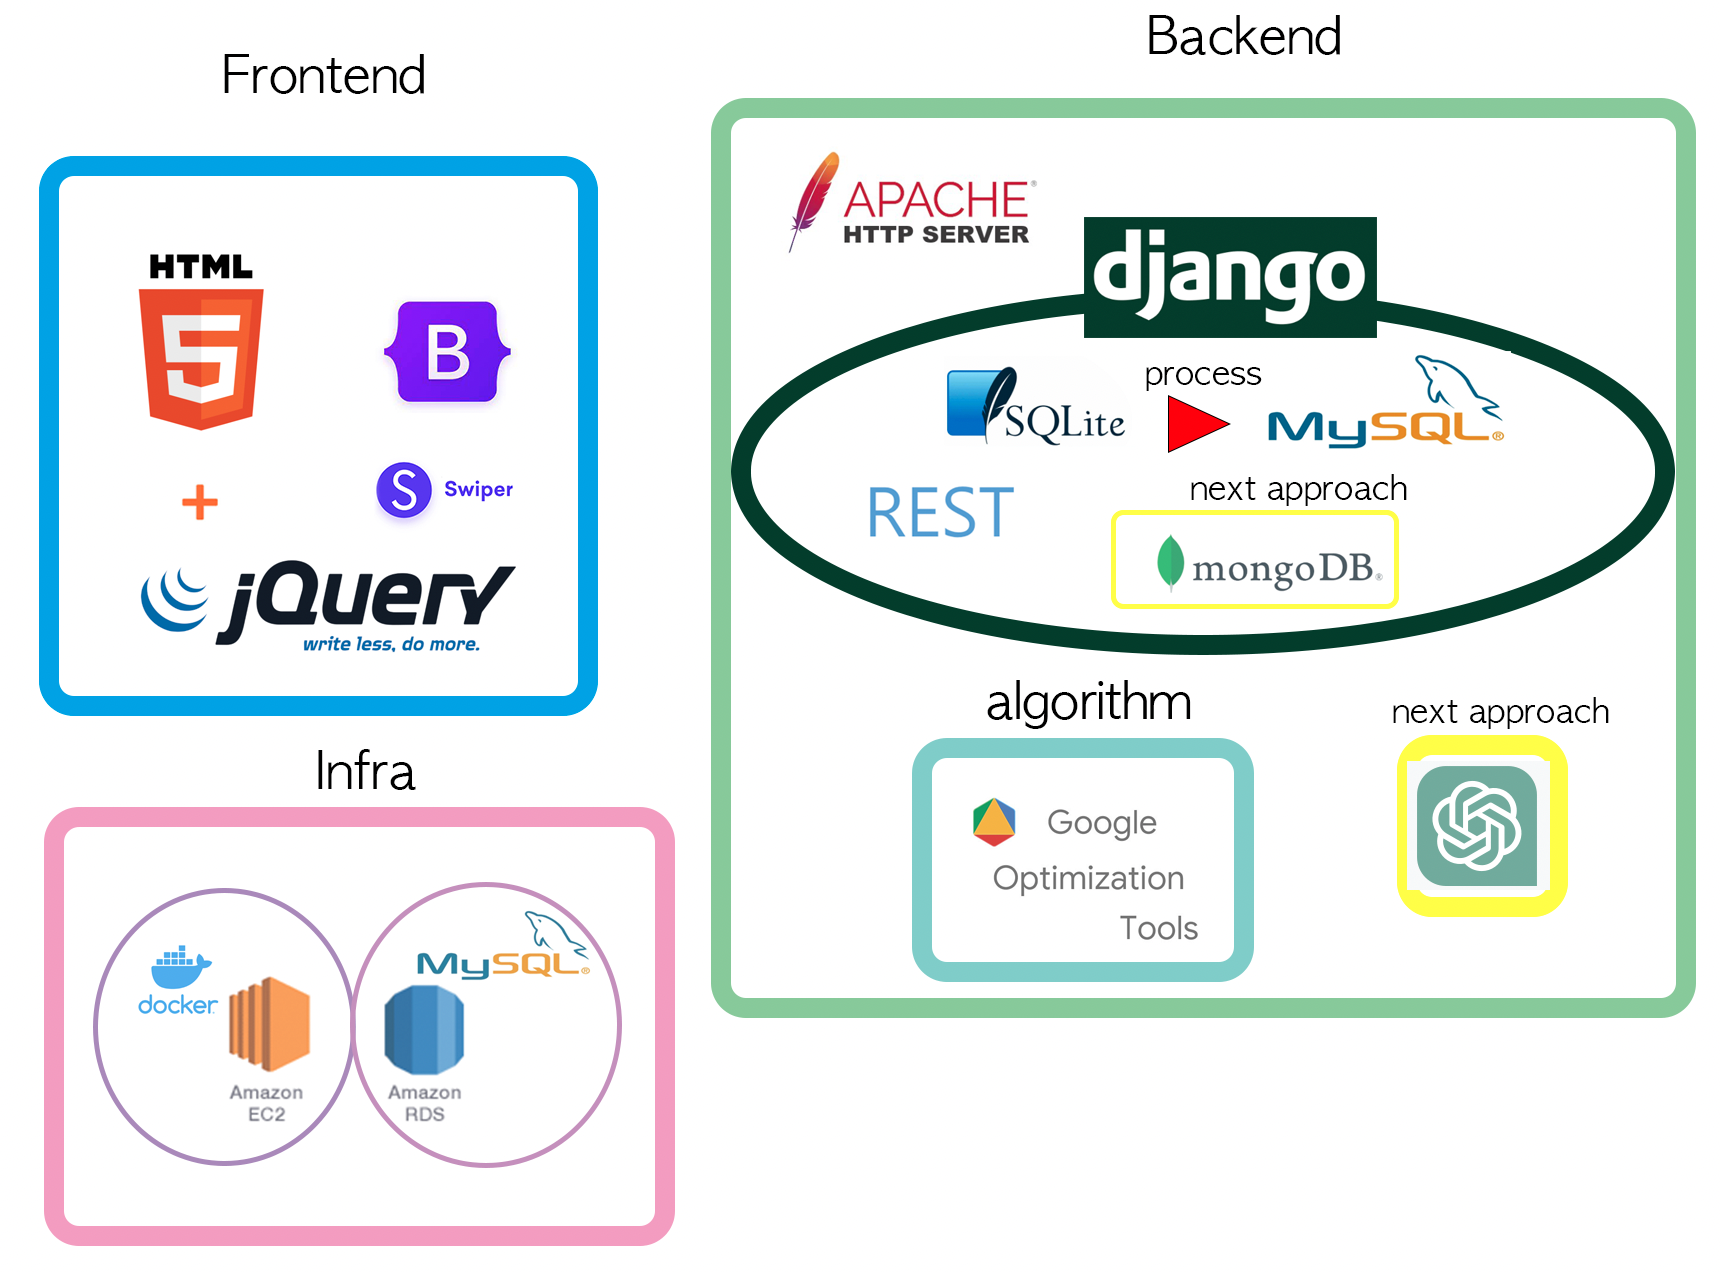 Frontend
HTML
5
B
+
S Swiper
jQuery
write less, do more.
Infra
docker
Amazon
EC2
MySQL®
Amazon
RDS
Backend
APACHE®
HTTP SERVER
django
SQLite
process
MySQL®
REST
next approach
mongoDB®
algorithm
Google
Optimization
Tools
next approach